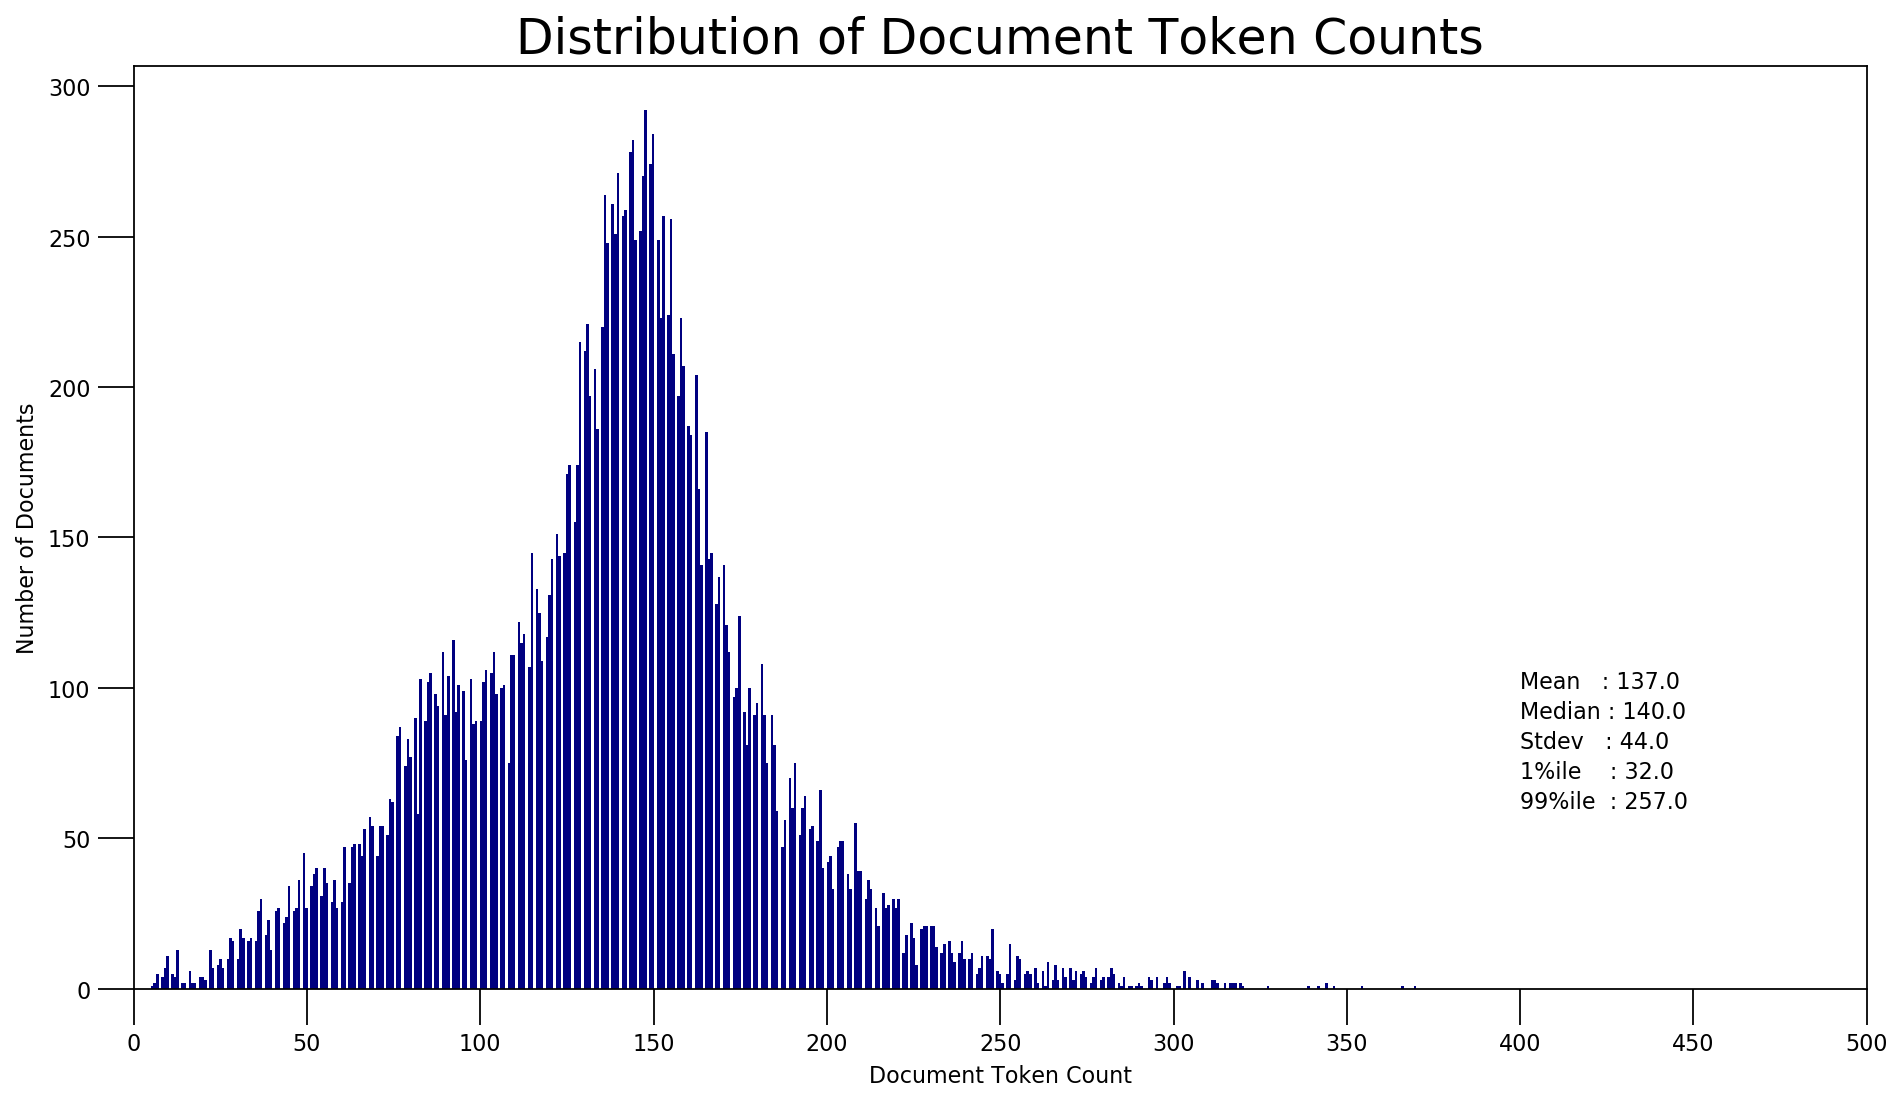 Distribution of Document Token Counts
300
250
200
150
100
50
0
Number of Documents
Mean : 137.0
Median : 140.0
Stdev : 44.0
1%ile : 32.0
99%ile : 257.0
0 50 100 150 200 250 300 350 400 450 500
Document Token Count